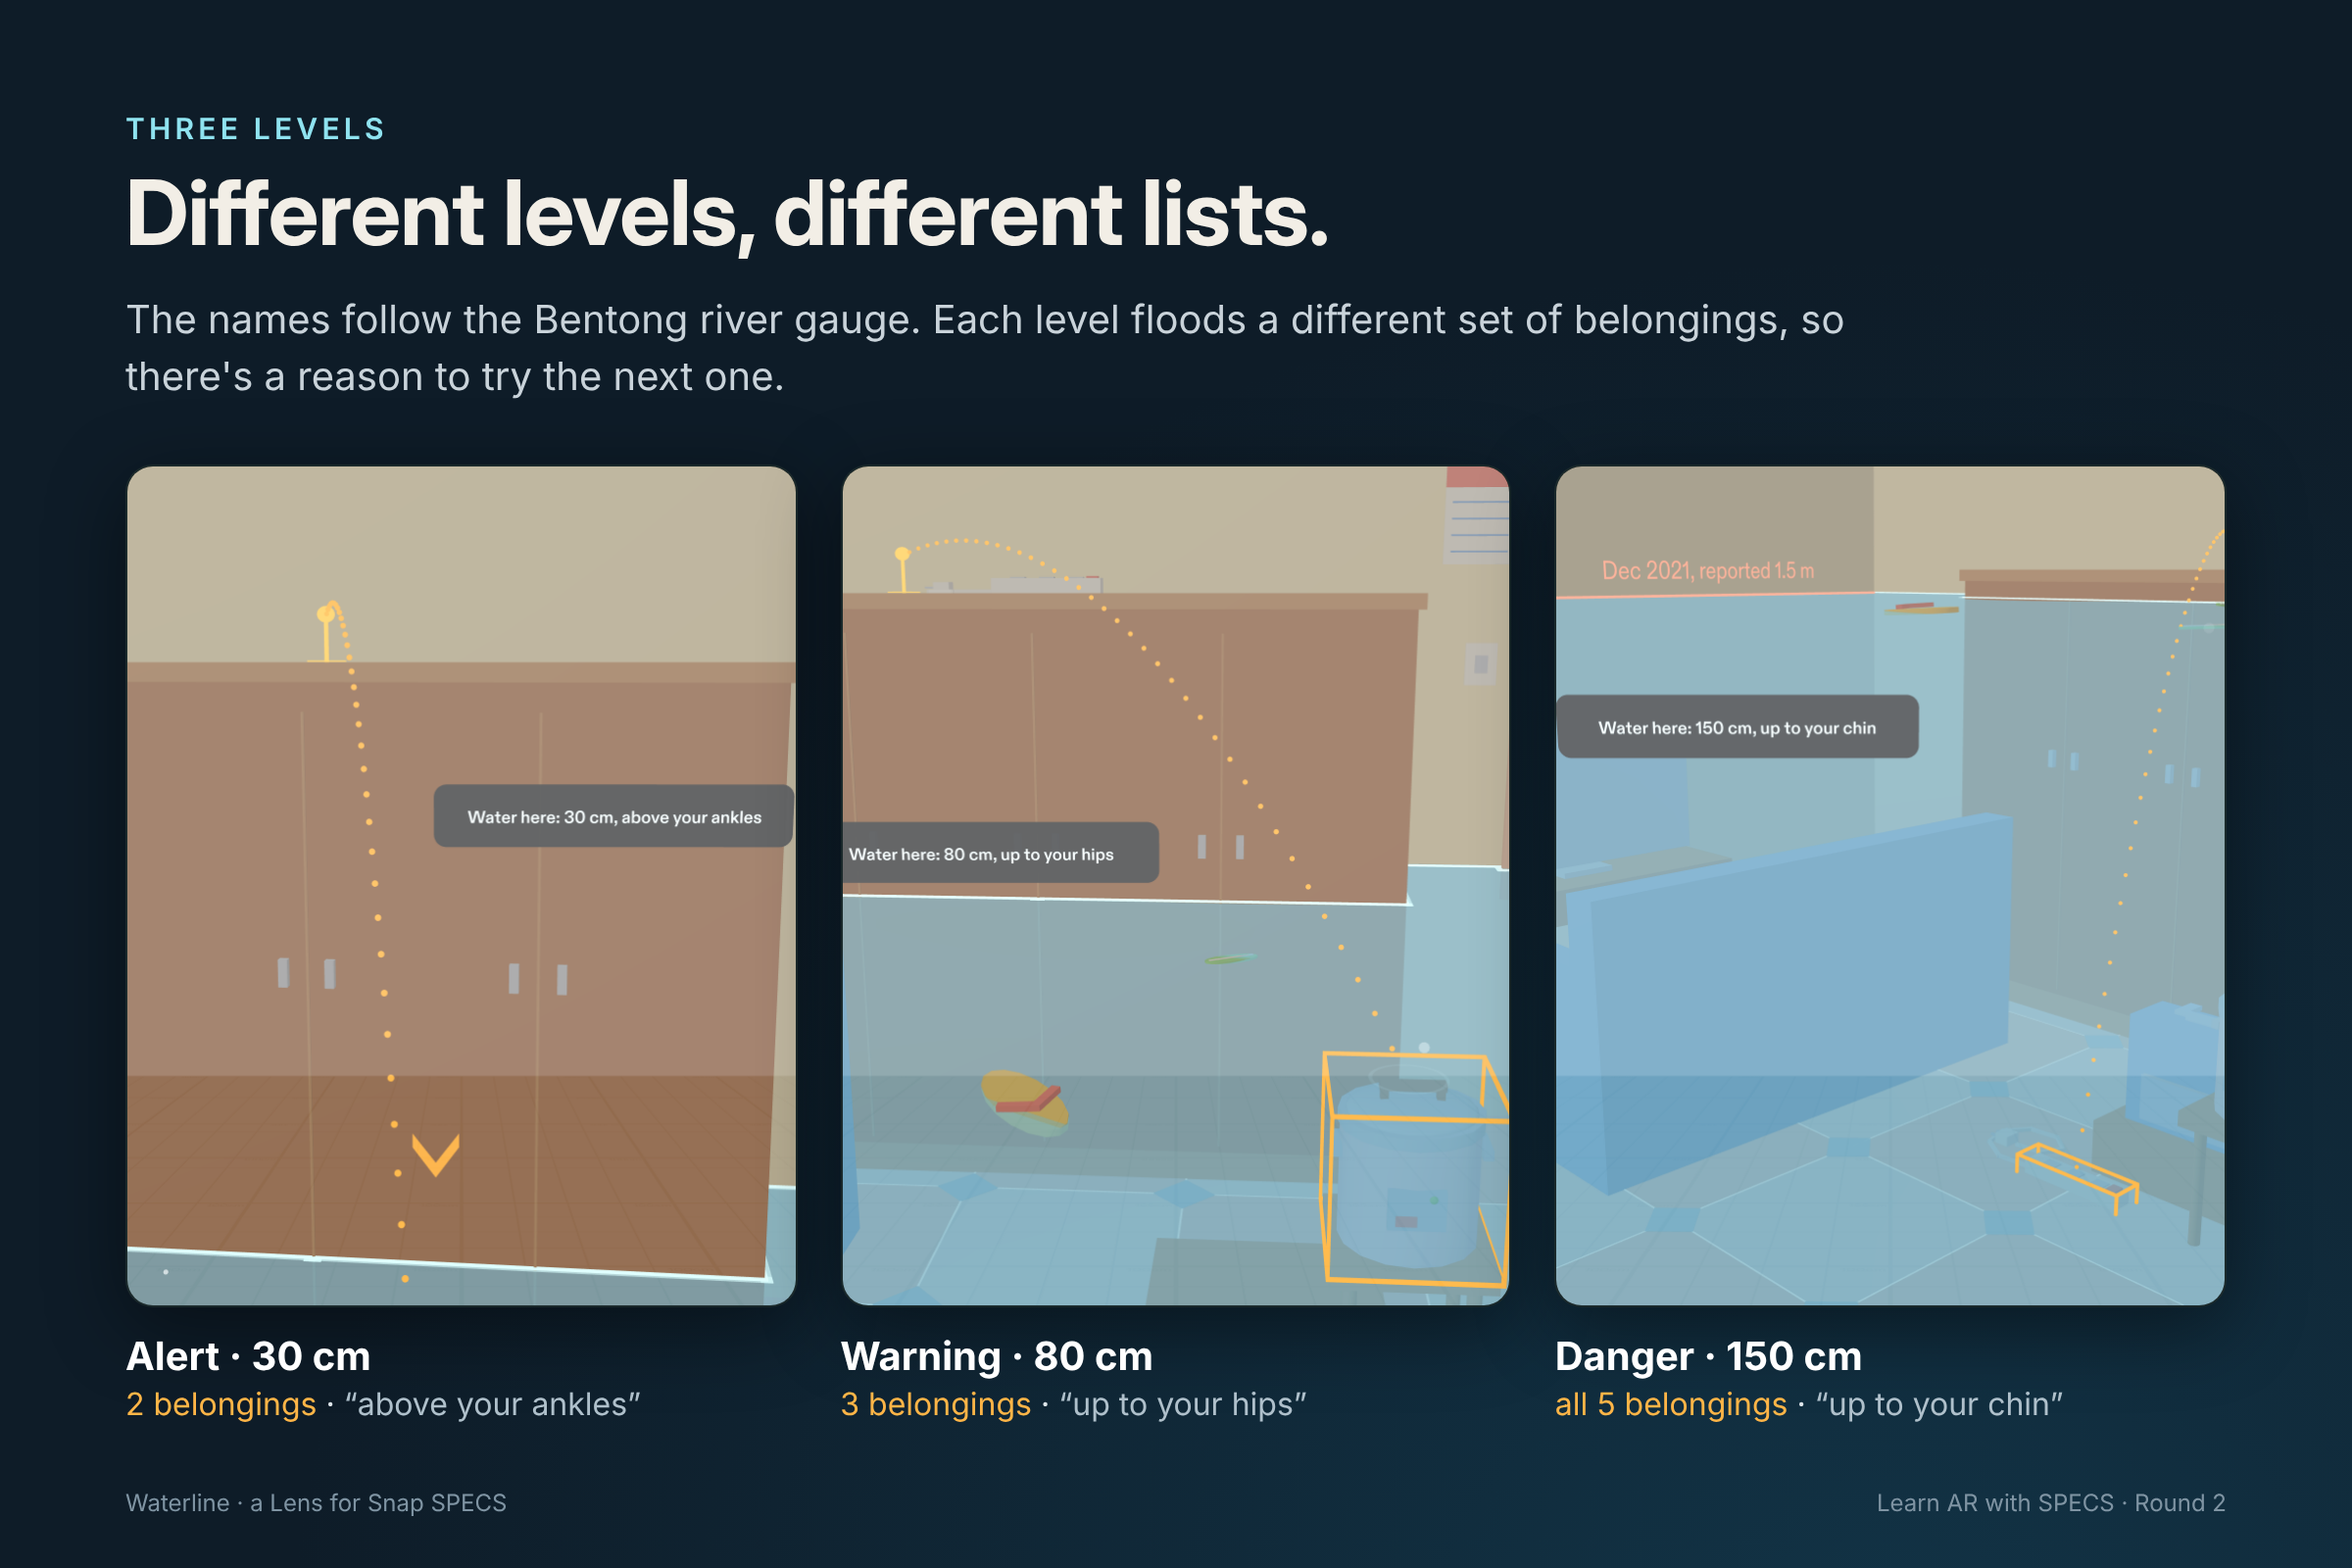 THREE LEVELS
Different levels, different lists.
The names follow the Bentong river gauge. Each level floods a different set of belongings, so
there's a reason to try the next one.
Water here: 30 cm, above your ankles
Water here: 80 cm, up to your hips
Dec 2021, reported 1.5 m
Water here: 150 cm, up to your chin
Alert · 30 cm
2 belongings · “above your ankles”
Warning · 80 cm
3 belongings · “up to your hips”
Danger · 150 cm
all 5 belongings · “up to your chin”
Waterline · a Lens for Snap SPECS
Learn AR with SPECS · Round 2